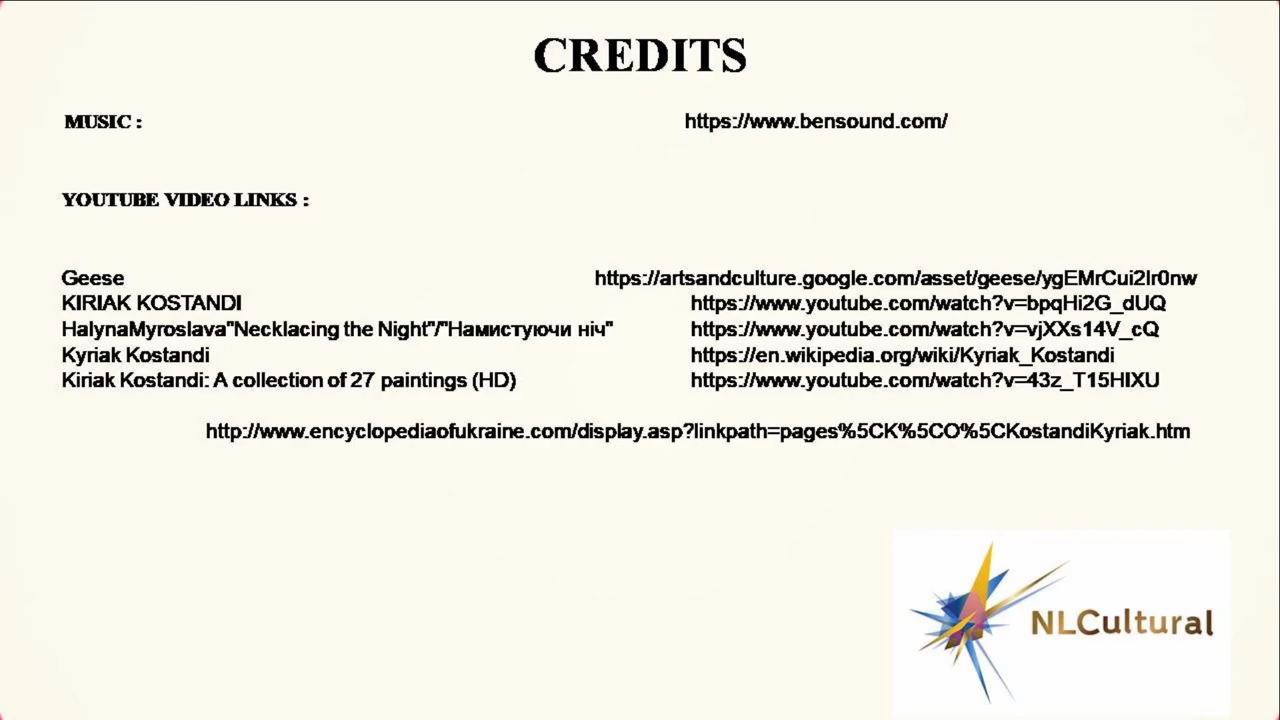 CREDITS
MUSIC : https://www.bensound.com/
YOUTUBE VIDEO LINKS :
Geese https://artsandculture.google.com/asset/geese/ygEMrCui2Ir0nw
KIRIAK KOSTANDI https://www.youtube.com/watch?v=bpqHi2G_dUQ
HalynaMyroslava"Necklacing the Night"/"Намистуючи ніч" https://www.youtube.com/watch?v=vjXXs14V_cQ
Kyriak Kostandi https://en.wikipedia.org/wiki/Kyriak_Kostandi
Kiriak Kostandi: A collection of 27 paintings (HD) https://www.youtube.com/watch?v=43z_T15HIXU
http://www.encyclopediaofukraine.com/display.asp?linkpath=pages%5CK%5CO%5CKostandiKyriak.htm
NLCultural